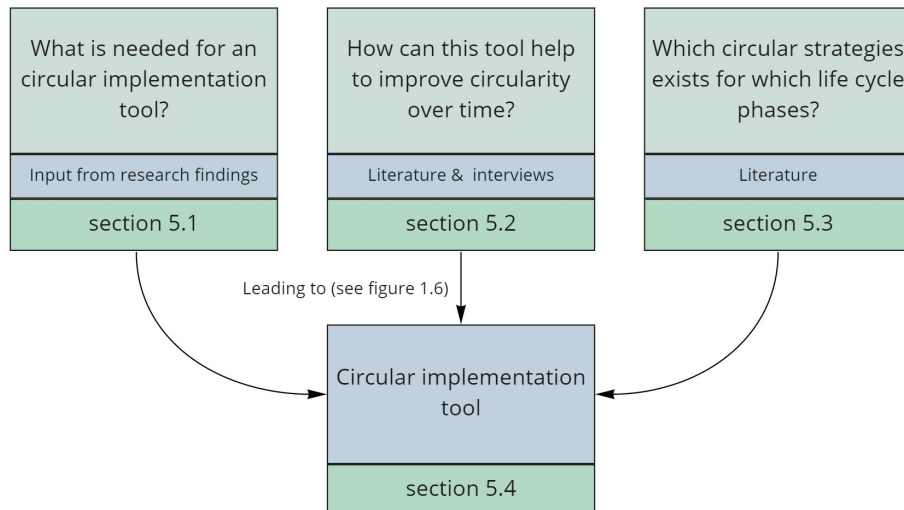 What is needed for an
circular implementation
tool?
Input from research findings
section 5.1
How can this tool help
to improve circularity
over time?
Literature & interviews
section 5.2
Which circular strategies
exists for which life cycle
phases?
Literature
section 5.3
Leading to (see figure 1.6)
Circular implementation
tool
section 5.4